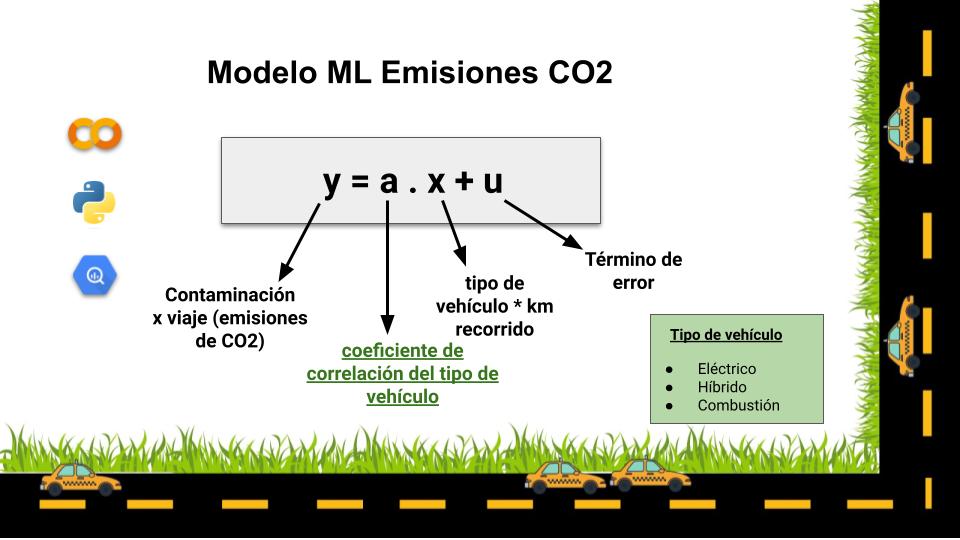 Modelo ML Emisiones CO2
y = a . x + u
Contaminación
x viaje (emisiones
de CO2)
coeficiente de
correlación del tipo de
vehículo
tipo de
vehículo * km
recorrido
Término de
error
Tipo de vehículo
● Eléctrico
● Híbrido
● Combustión